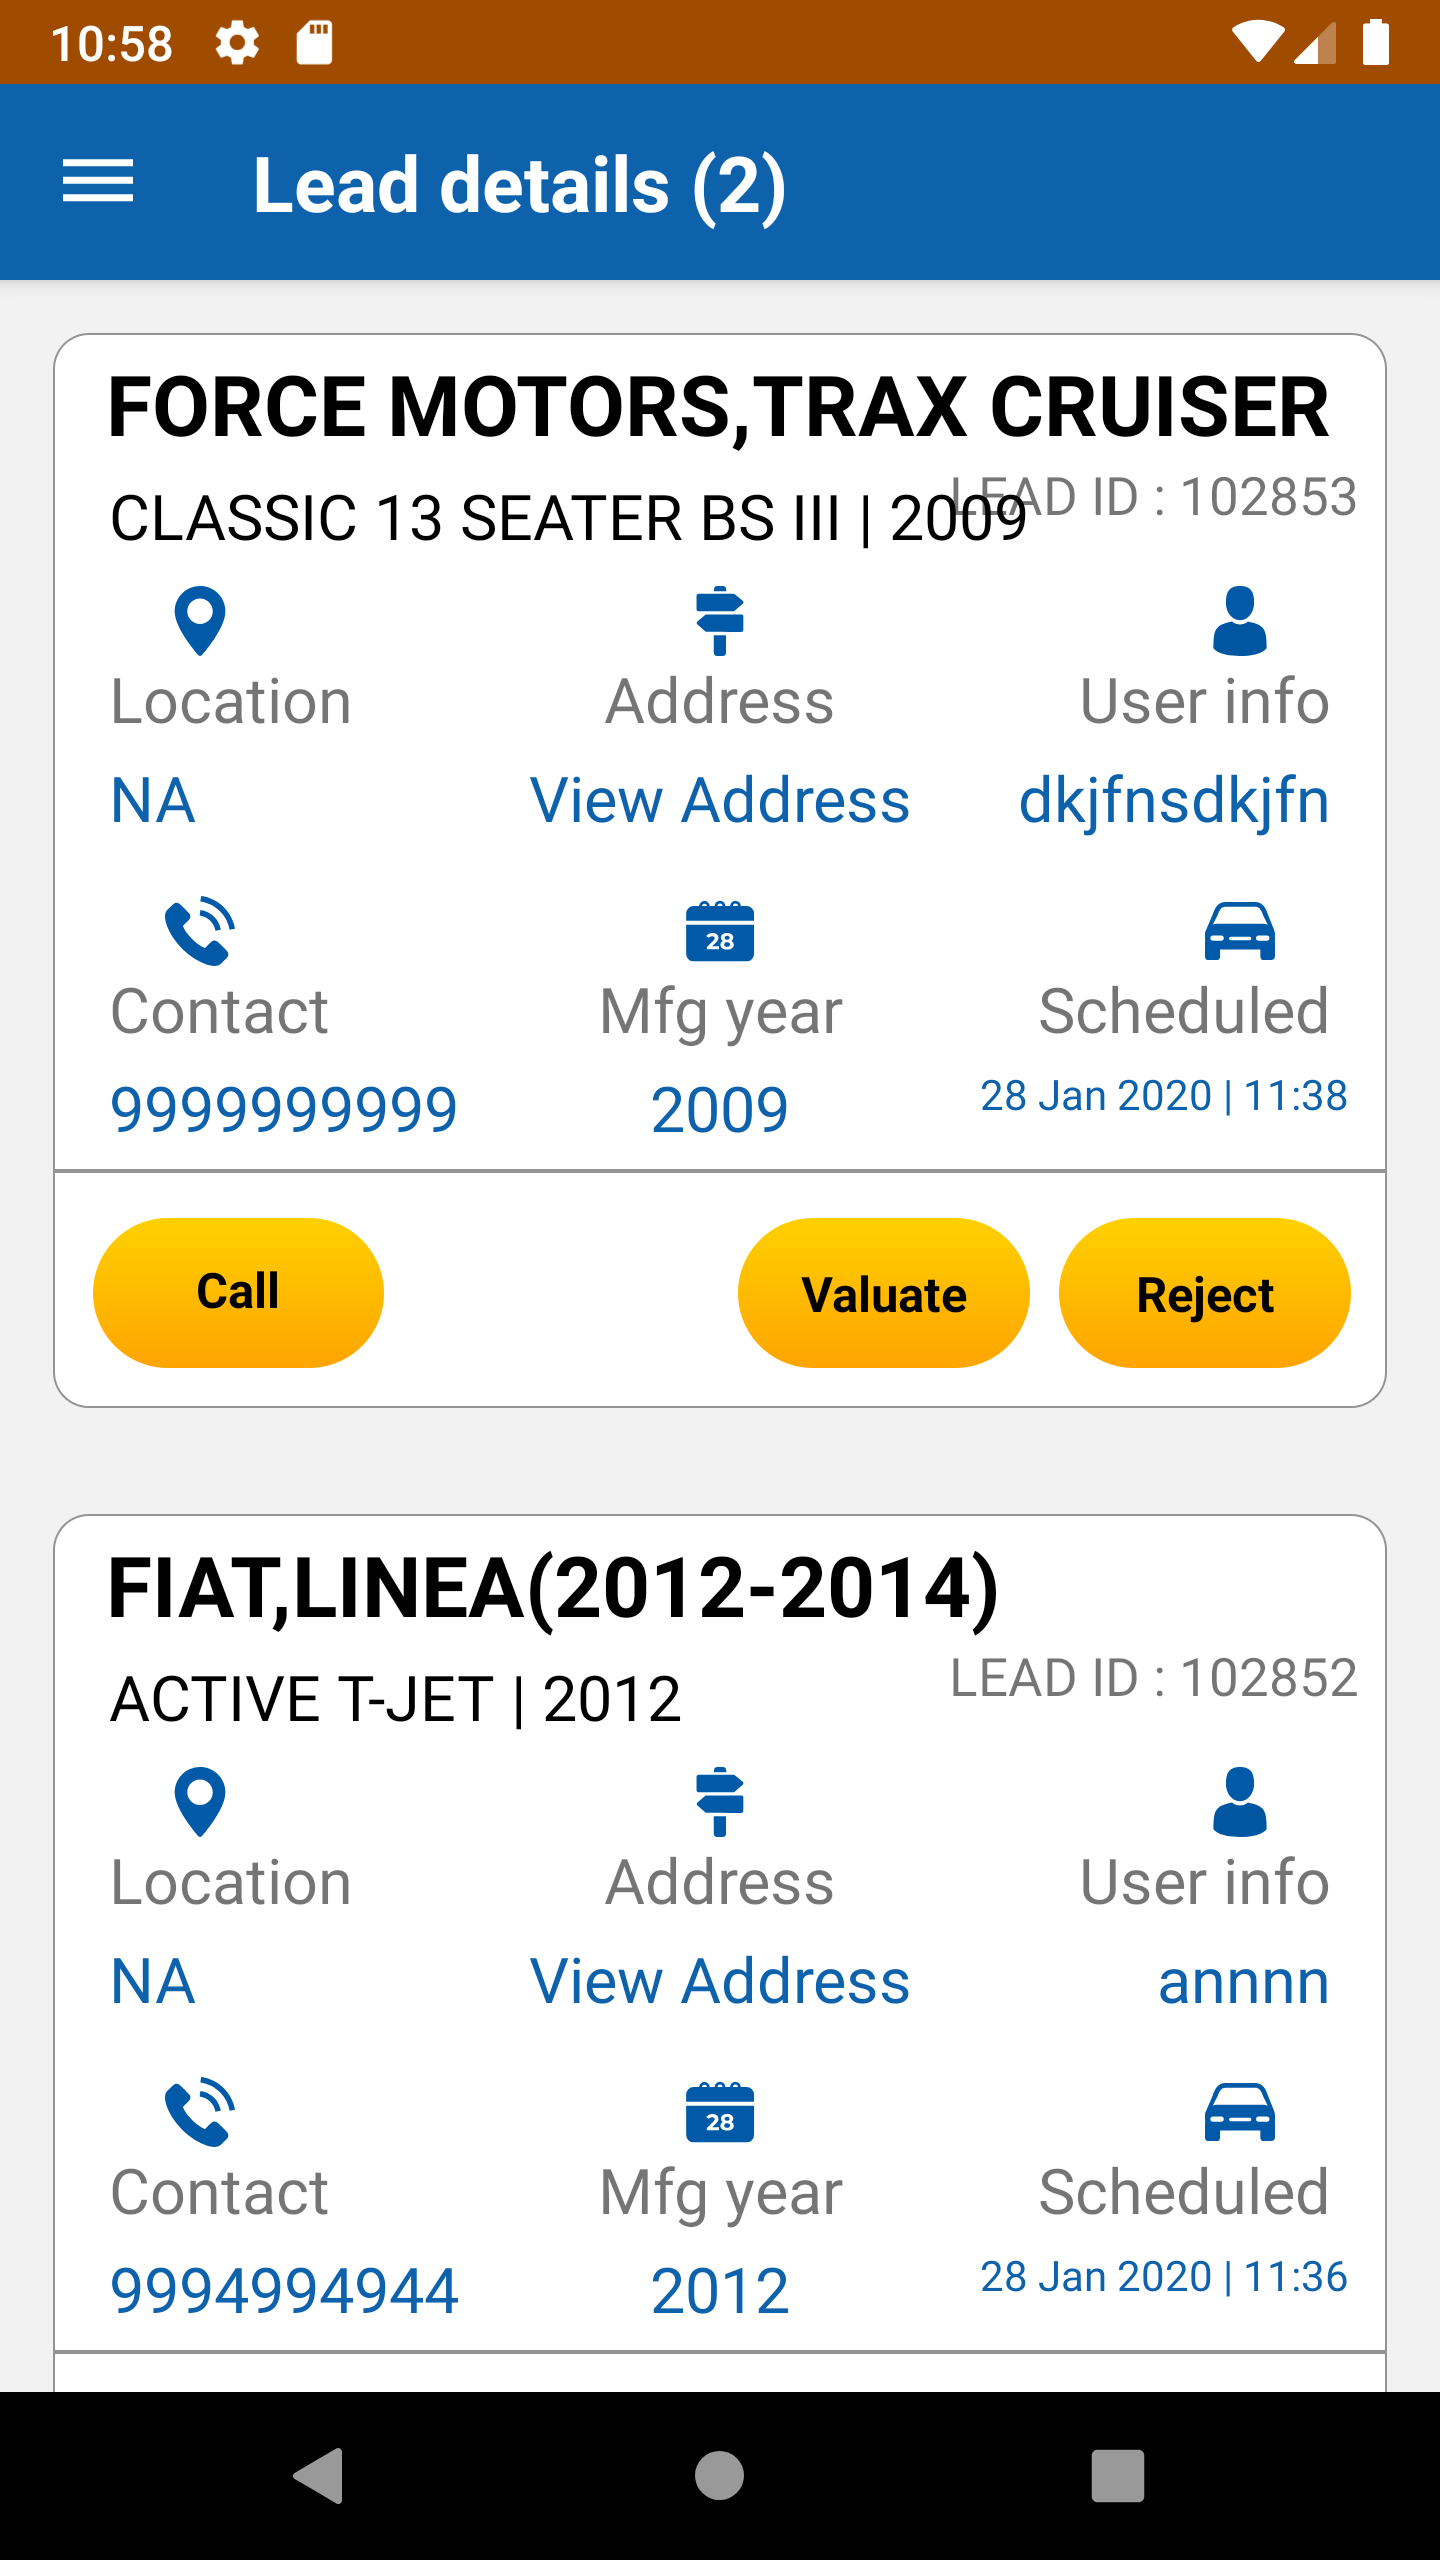 10:58
Lead details (2)
FORCE MOTORS,TRAX CRUISER
LEAD ID : 102853
CLASSIC 13 SEATER BS III | 2009
Location Address User info
NA View Address dkjfnsdkjfn
28
Contact Mfg year Scheduled
9999999999 2009 28 Jan 2020 | 11:38
Call Valuate Reject
FIAT,LINEA(2012-2014)
LEAD ID : 102852
ACTIVE T-JET | 2012
Location Address User info
NA View Address annnn
28
Contact Mfg year Scheduled
9994994944 2012 28 Jan 2020 | 11:36